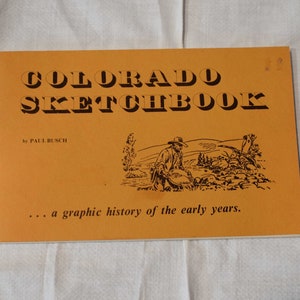 COLORADO
SKETCHBOOK
by PAUL BUSCH
. . . a graphic history of the early years.